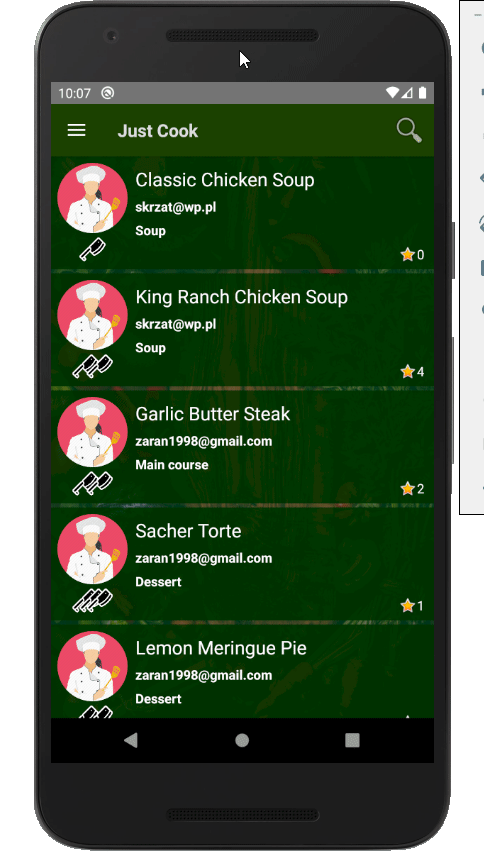 10:07
Just Cook
Classic Chicken Soup
skrzat@wp.pl
Soup
0
King Ranch Chicken Soup
skrzat@wp.pl
Soup
4
Garlic Butter Steak
zaran1998@gmail.com
Main course
2
Sacher Torte
zaran1998@gmail.com
Dessert
1
Lemon Meringue Pie
zaran1998@gmail.com
Dessert